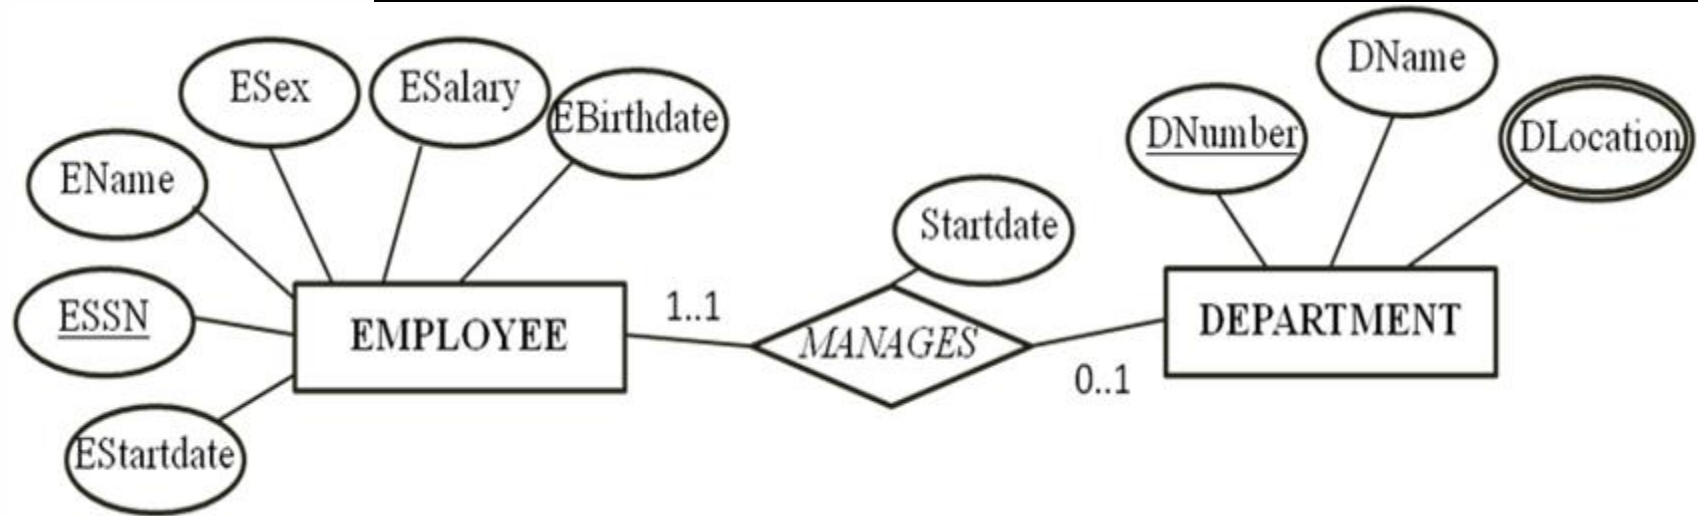 DName
ESex
ESalary
EBirthdate
DNumber
DLocation
EName
Startdate
ESSN
1..1
EMPLOYEE
MANAGES
DEPARTMENT
0..1
EStartdate